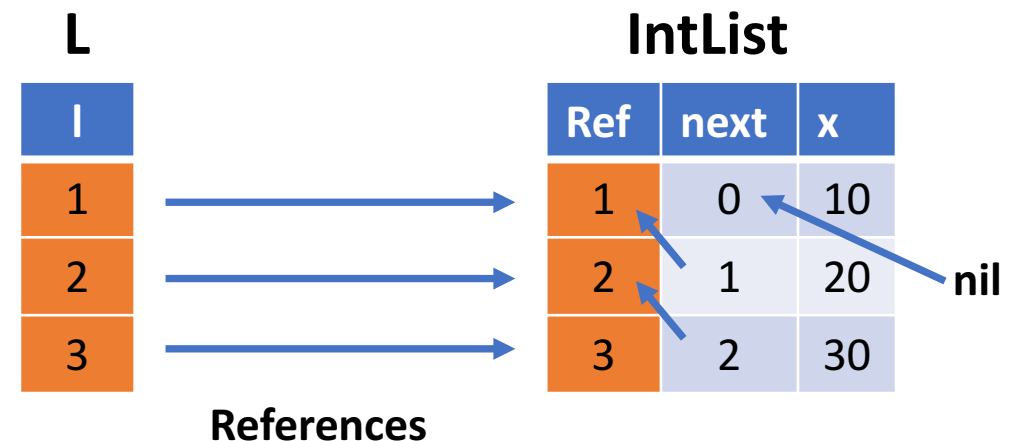 L IntList
l Ref next x
1 1 0 10
2 2 1 20
nil
3 3 2 30
References